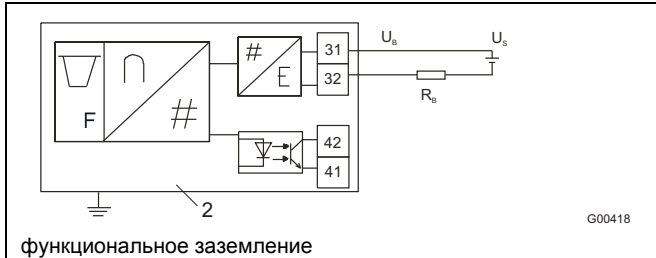 # E 31 U_B U_S
∩ 32
F # R_B
42
41
2
G00418
функциональное заземление